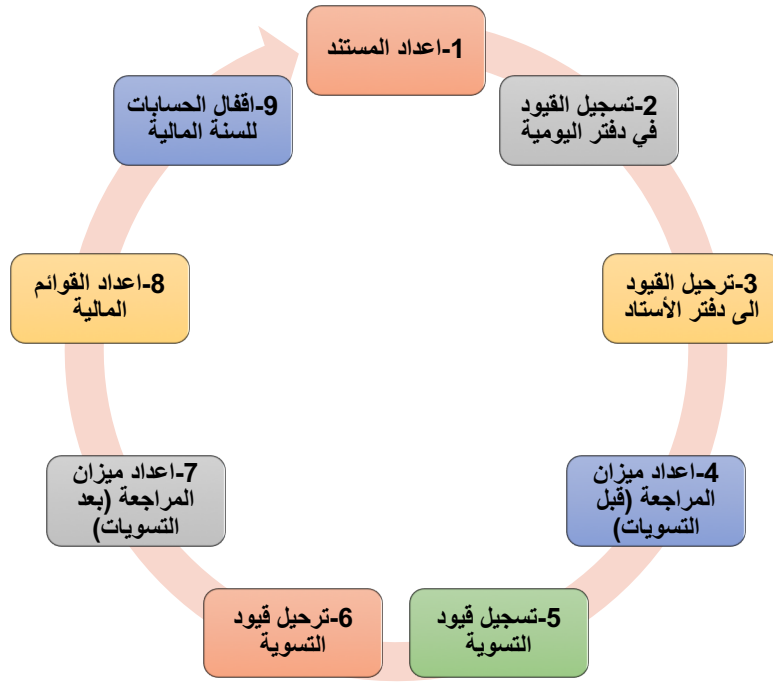 1-اعداد المستند
2-تسجيل القيود
في دفتر اليومية
3-ترحيل القيود
الى دفتر الأستاد
4-اعداد ميزان
المراجعة (قبل
التسويات)
5-تسجيل قيود
التسوية
6-ترحيل قيود
التسوية
7-اعداد ميزان
المراجعة (بعد
التسويات)
8-اعداد القوائم
المالية
9-اقفال الحسابات
للسنة المالية